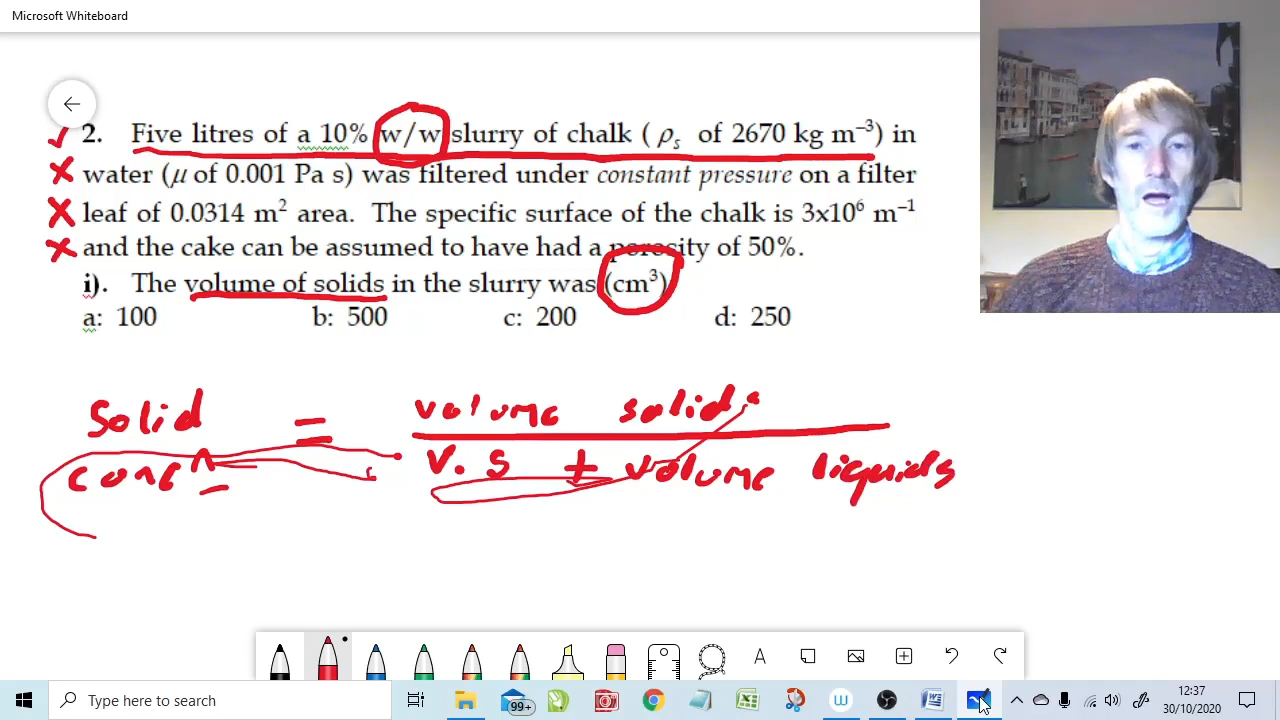 Microsoft Whiteboard
2. Five litres of a 10% w/w slurry of chalk ( ρs of 2670 kg m⁻³) in
water (μ of 0.001 Pa s) was filtered under constant pressure on a filter
leaf of 0.0314 m² area. The specific surface of the chalk is 3x10⁶ m⁻¹
and the cake can be assumed to have had a porosity of 50%.
i). The volume of solids in the slurry was (cm³)
a: 100 b: 500 c: 200 d: 250
Solid = volume solids
concn V.S + volume liquids
A
99+
Type here to search
12:37
30/10/2020